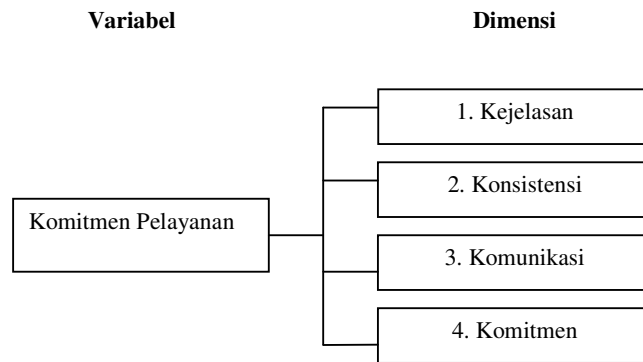 Variabel
Dimensi
1. Kejelasan
2. Konsistensi
Komitmen Pelayanan
3. Komunikasi
4. Komitmen